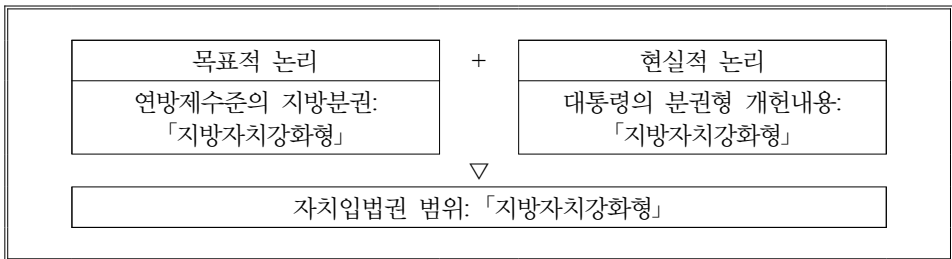 목표적 논리 + 현실적 논리
연방제수준의 지방분권: 대통령의 분권형 개헌내용:
「지방자치강화형」 「지방자치강화형」
▽
자치입법권 범위: 「지방자치강화형」